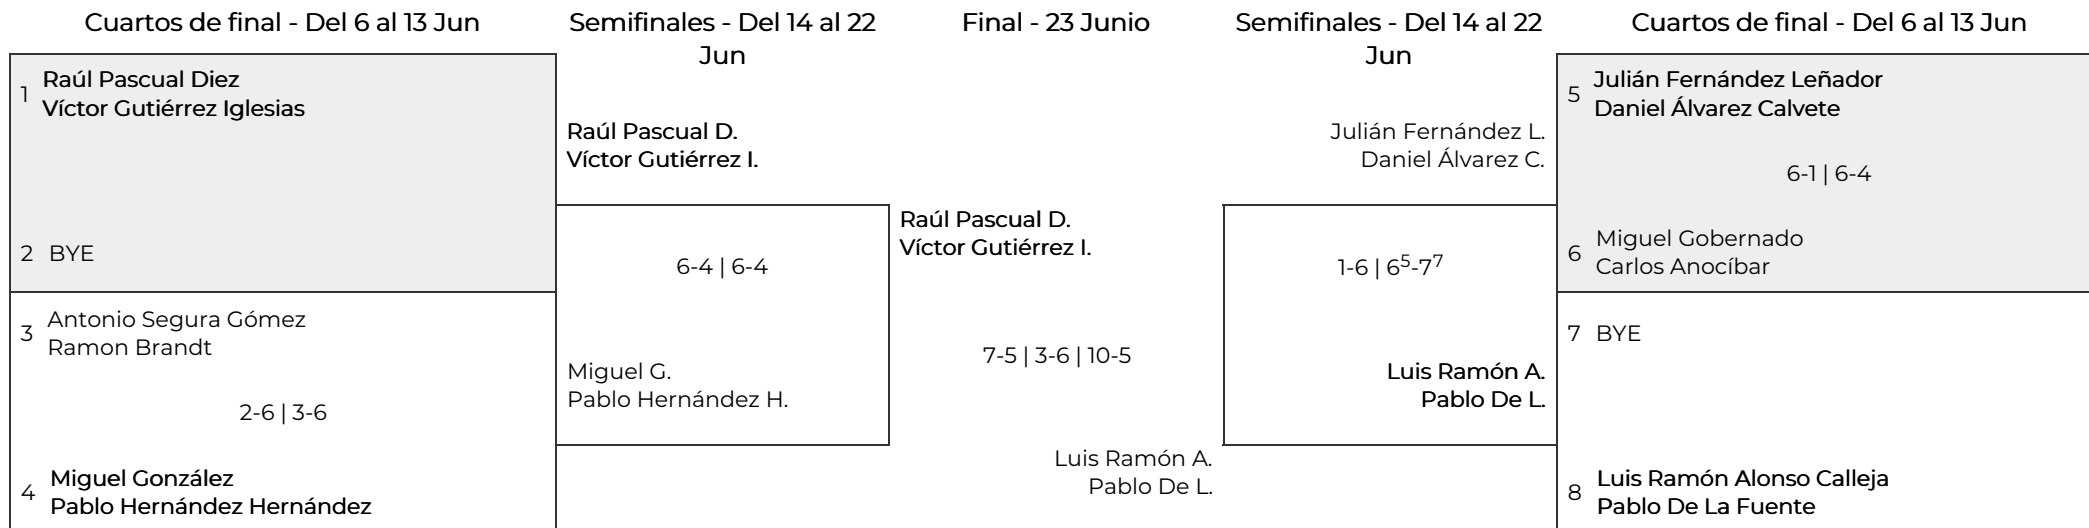 Cuartos de final - Del 6 al 13 Jun
1
Raúl Pascual Diez
Víctor Gutiérrez Iglesias
2 BYE
3
Antonio Segura Gómez
Ramon Brandt
2-6 | 3-6
4
Miguel González
Pablo Hernández Hernández
Semifinales - Del 14 al 22
Jun
Raúl Pascual D.
Víctor Gutiérrez I.
6-4 | 6-4
Miguel G.
Pablo Hernández H.
Final - 23 Junio
Raúl Pascual D.
Víctor Gutiérrez I.
7-5 | 3-6 | 10-5
Luis Ramón A.
Pablo De L.
Semifinales - Del 14 al 22
Jun
Julián Fernández L.
Daniel Álvarez C.
1-6 | 6⁵-7⁷
Luis Ramón A.
Pablo De L.
Cuartos de final - Del 6 al 13 Jun
5
Julián Fernández Leñador
Daniel Álvarez Calvete
6-1 | 6-4
6
Miguel Gobernado
Carlos Anocíbar
7 BYE
8
Luis Ramón Alonso Calleja
Pablo De La Fuente